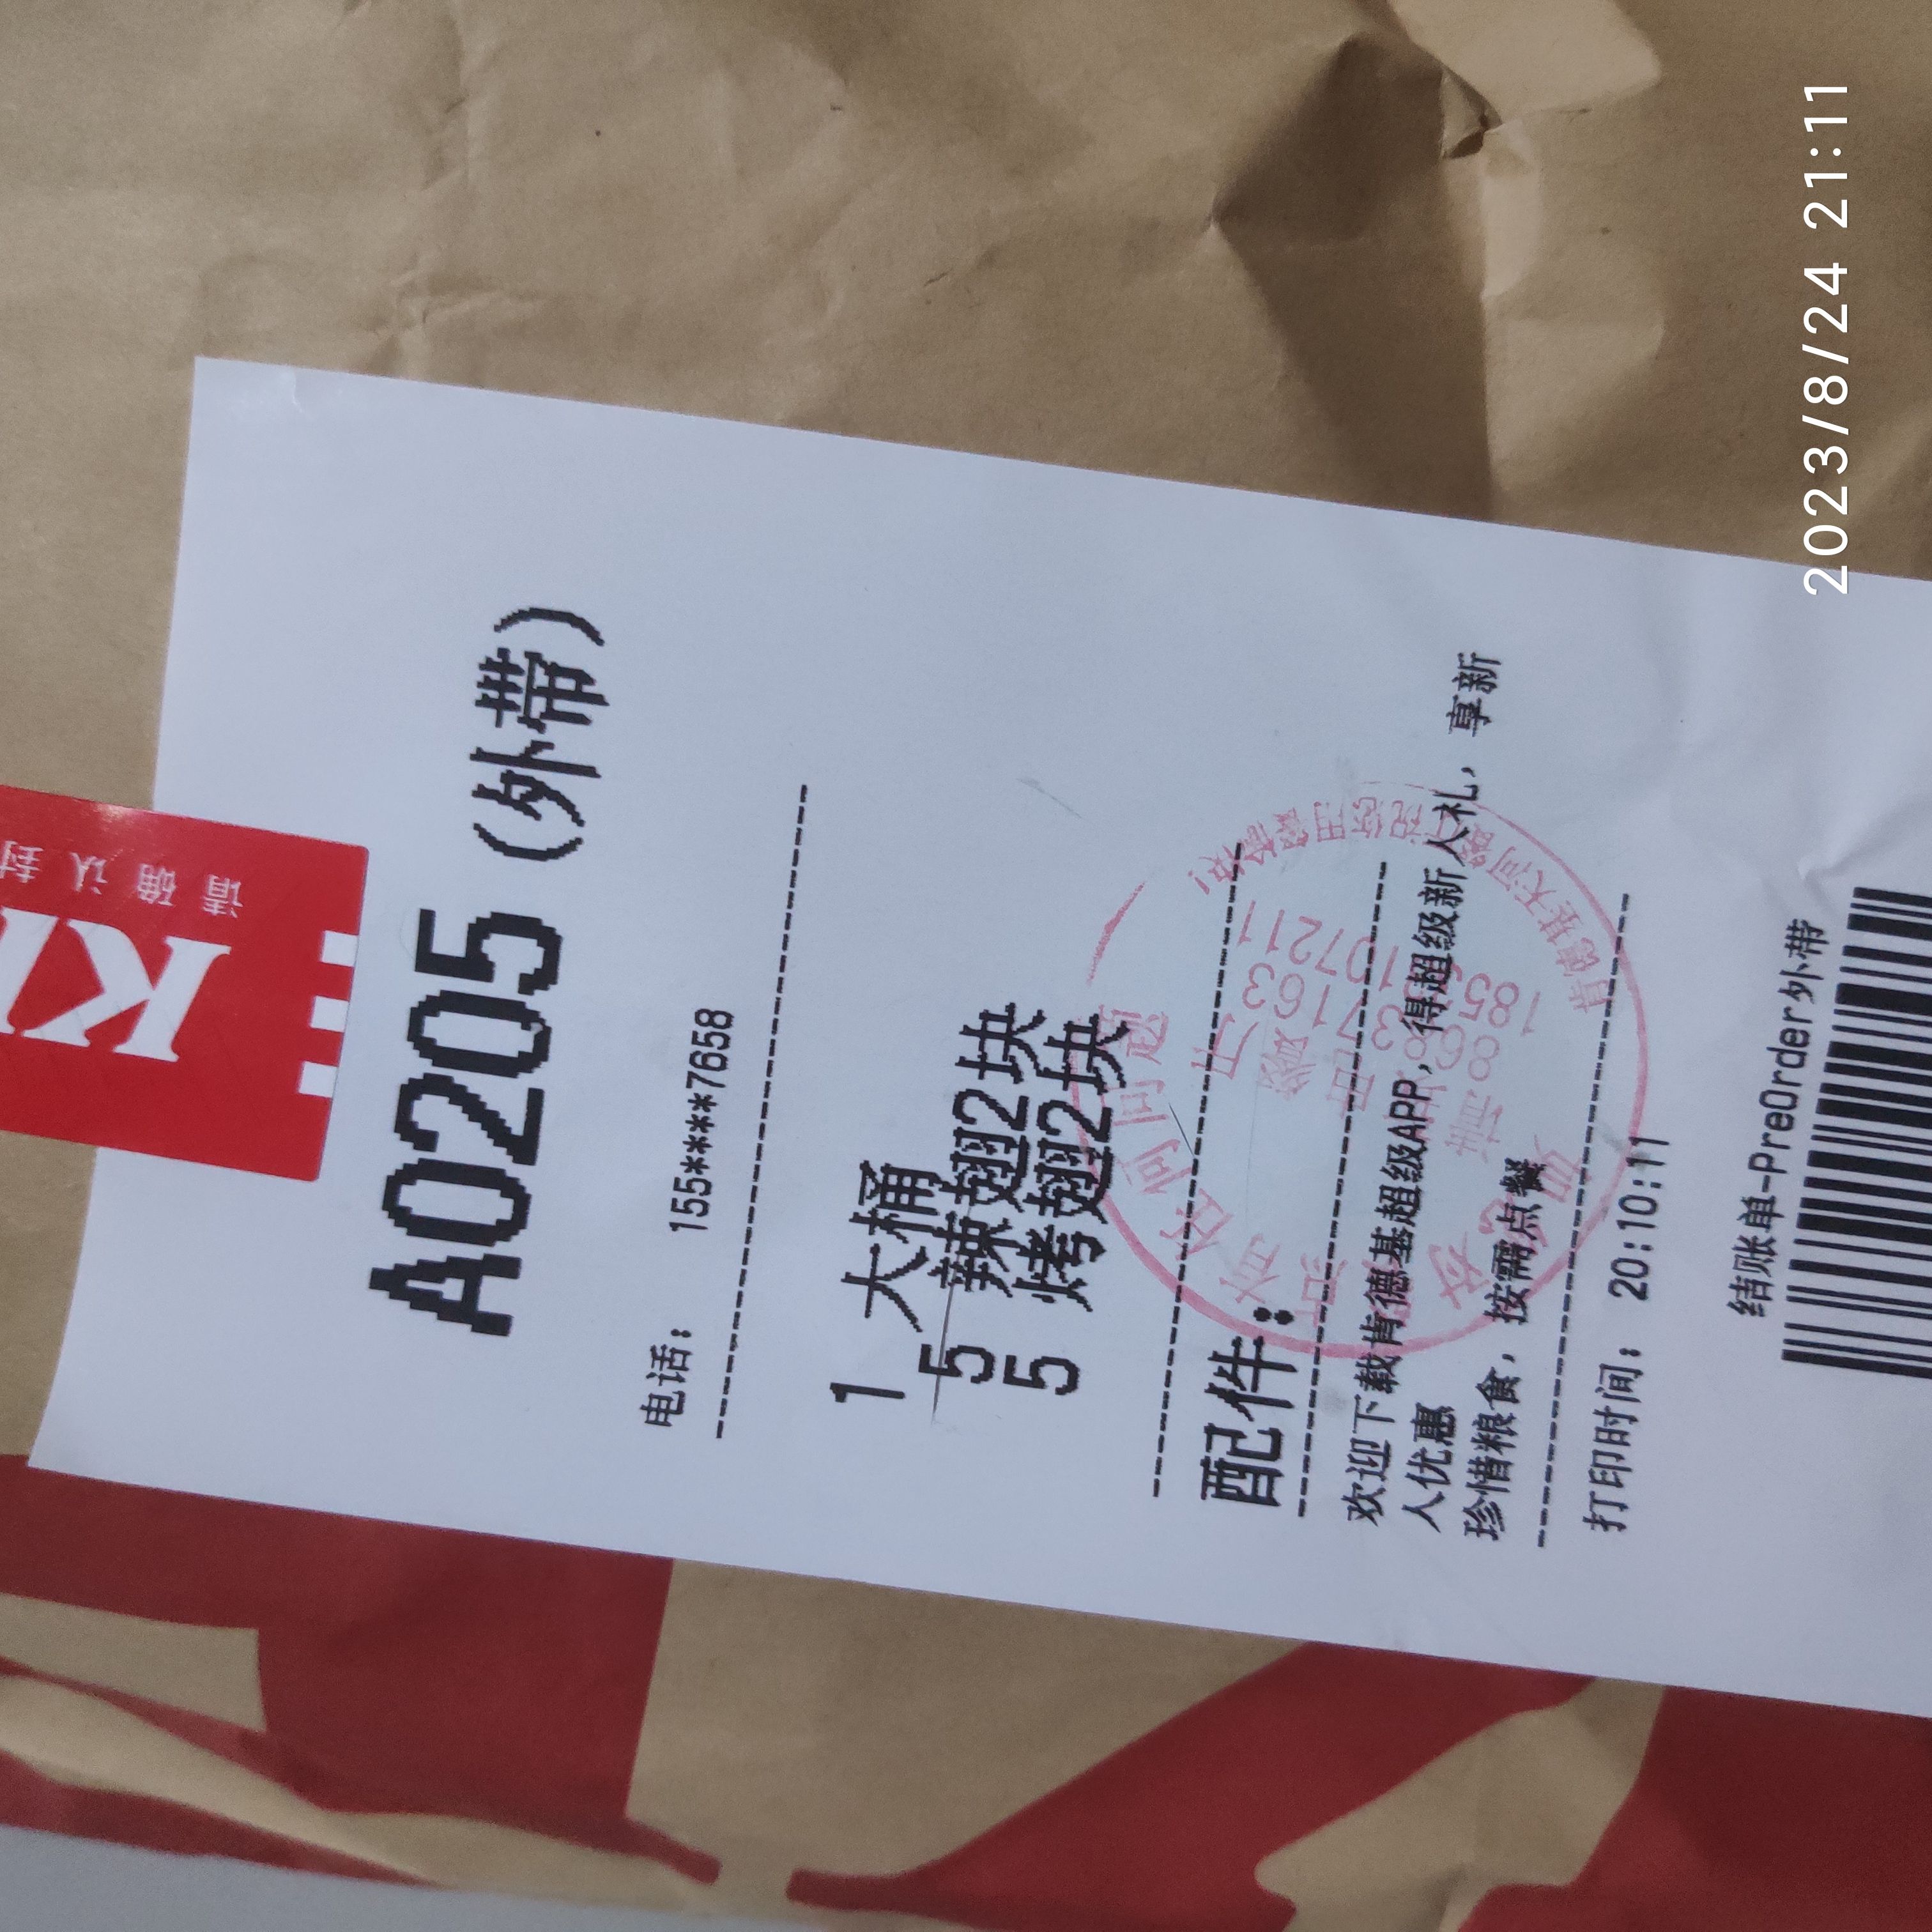 请确认封
A0205（外带）
电话： 155****7658
1 大桶
5 辣翅2块
5 烤翅2块
配件：
欢迎下载肯德基超级APP,得超级新人礼，享新
人优惠
珍惜粮食，按需点餐
打印时间： 20:10:11
结账单-PreOrder外带
2023/8/24 21:11